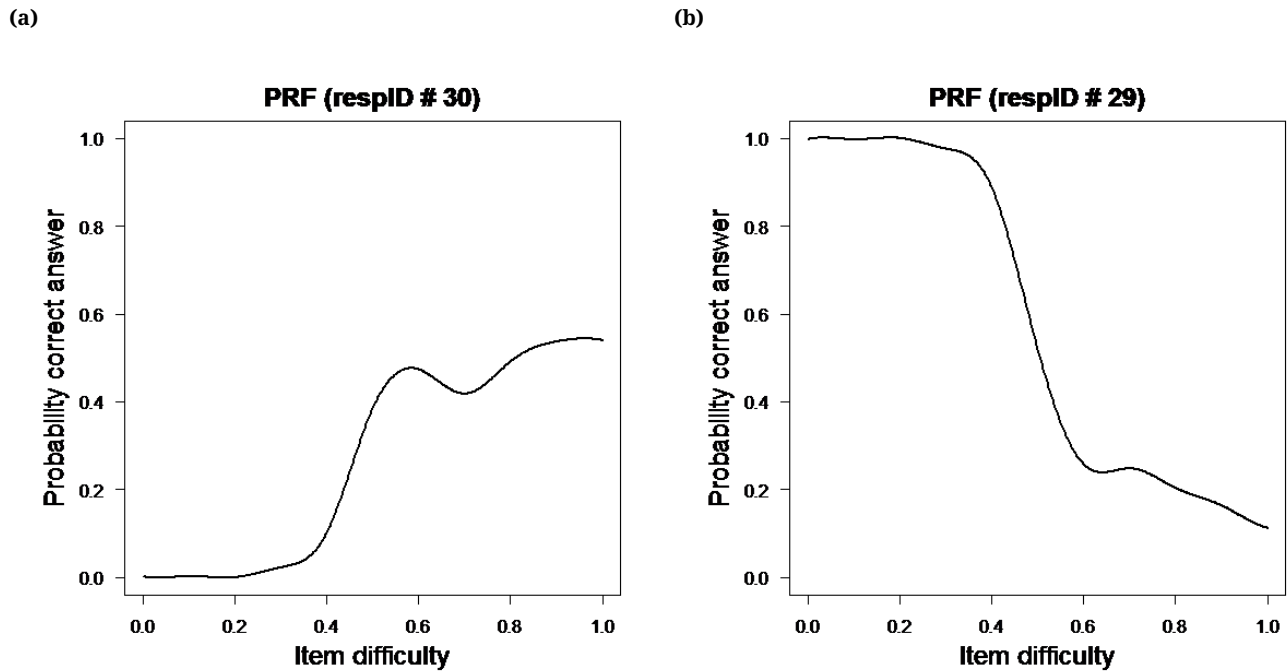 (a)
PRF (respID # 30)
Probability correct answer
1.0
0.8
0.6
0.4
0.2
0.0
0.0 0.2 0.4 0.6 0.8 1.0
Item difficulty
(b)
PRF (respID # 29)
Probability correct answer
1.0
0.8
0.6
0.4
0.2
0.0
0.0 0.2 0.4 0.6 0.8 1.0
Item difficulty